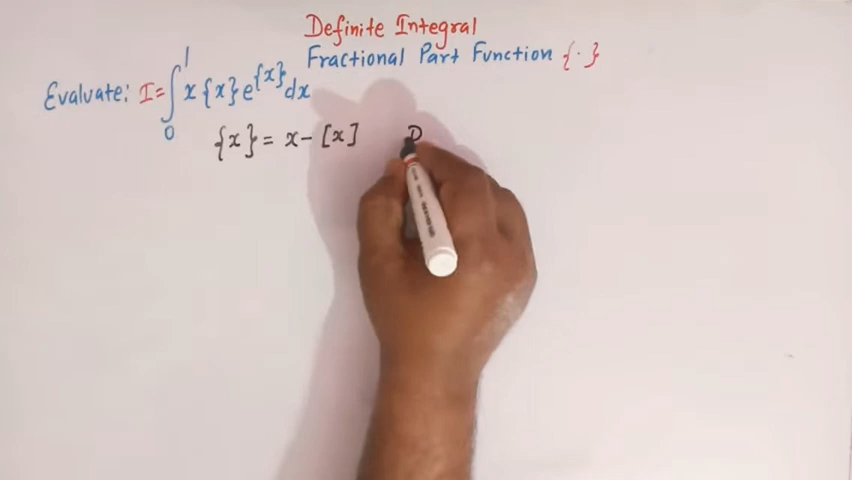 Definite Integral
Fractional Part Function {·}
Evaluate: I = ∫₀¹ x {x} e^{x} dx
{x} = x - [x] D